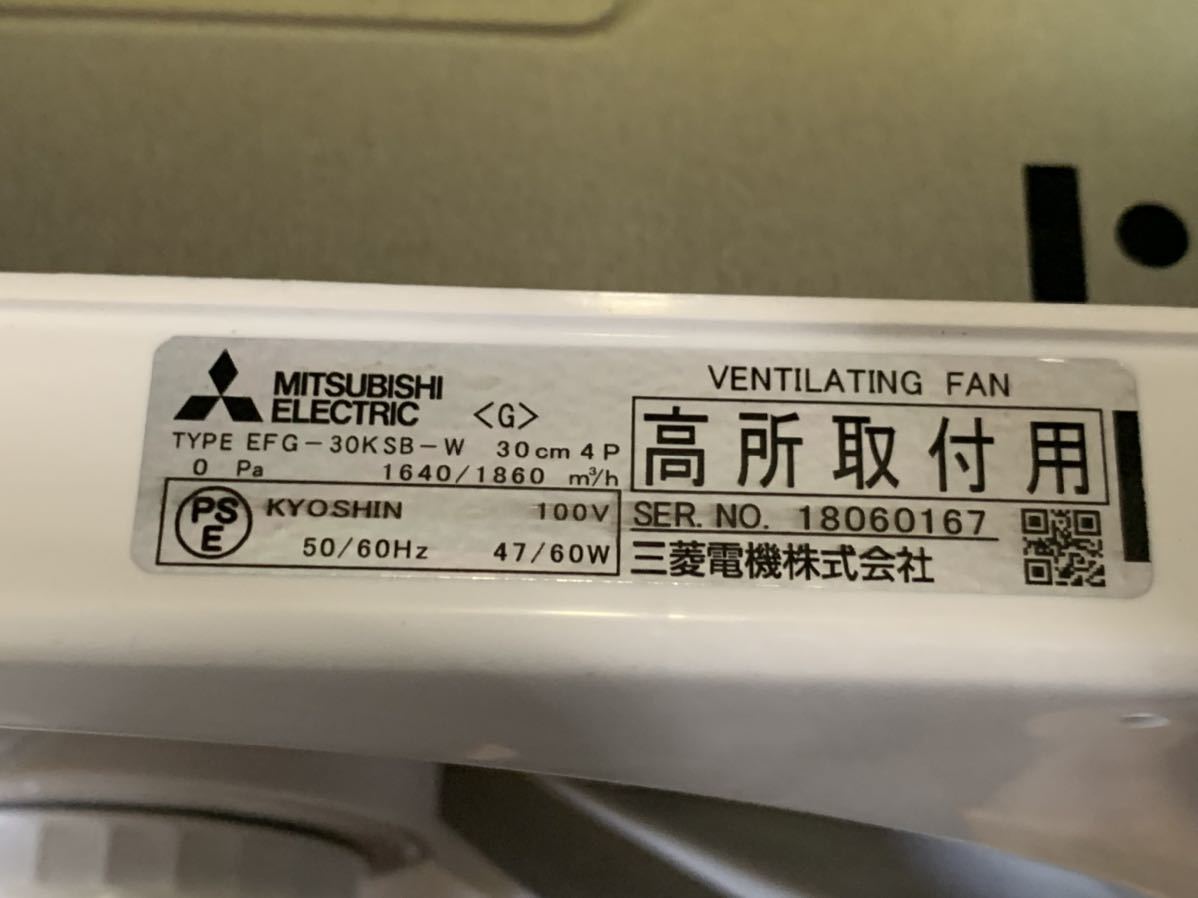 MITSUBISHI
ELECTRIC <G>
TYPE EFG-30KSB-W 30cm 4P
0 Pa 1640/1860 m³/h
PSE KYOSHIN 100V
50/60Hz 47/60W
VENTILATING FAN
高所取付用
SER. NO. 18060167
三菱電機株式会社